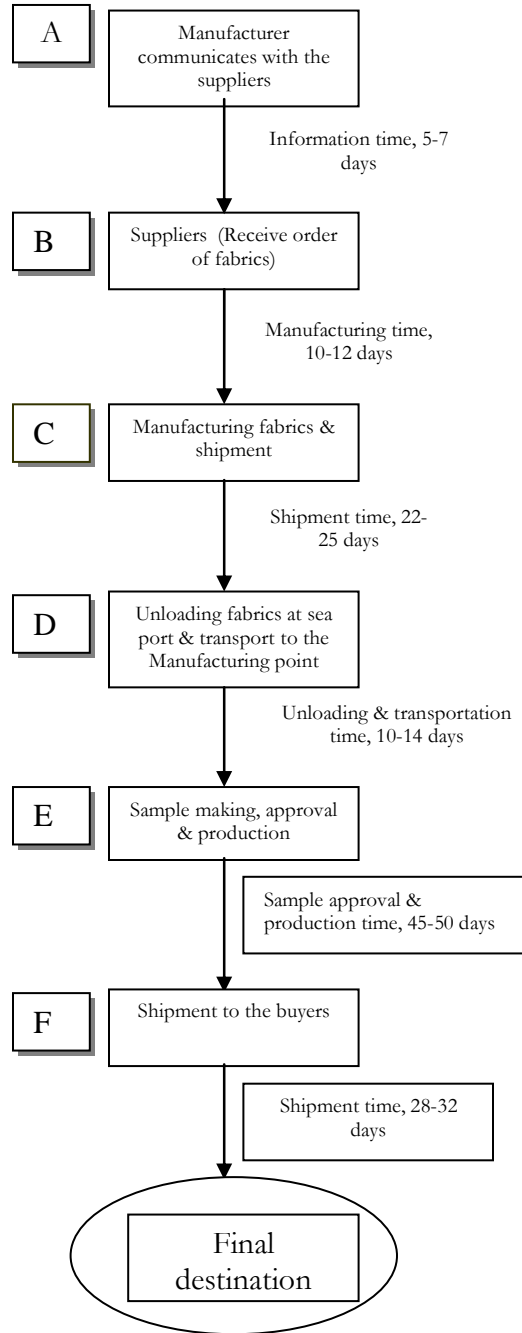 A
Manufacturer
communicates with the
suppliers
Information time, 5-7
days
B
Suppliers  (Receive order
of fabrics)
Manufacturing time,
10-12 days
C
Manufacturing fabrics &
shipment
Shipment time, 22-
25 days
D
Unloading fabrics at sea
port & transport to the
Manufacturing point
Unloading & transportation
time, 10-14 days
E
Sample making, approval
& production
Sample approval &
production time, 45-50 days
F
Shipment to the buyers
Shipment time, 28-32
days
Final
destination